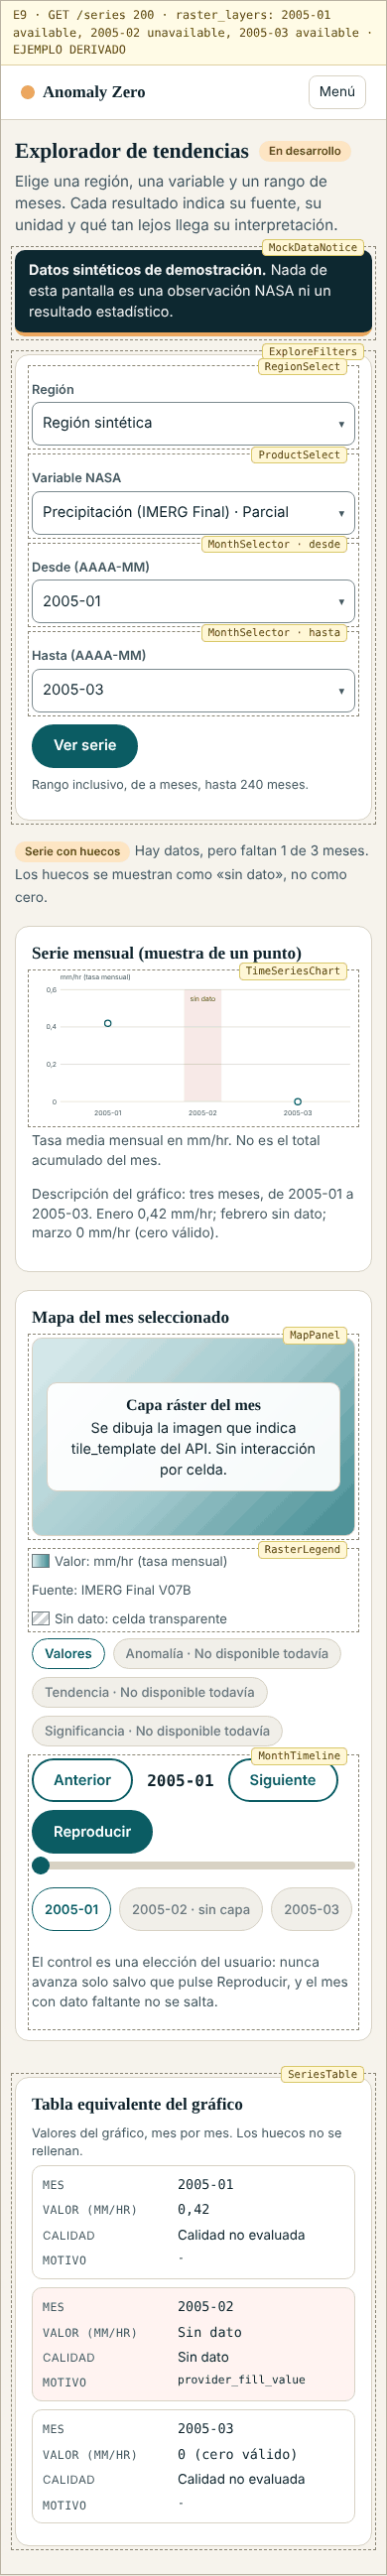 E9 · GET /series 200 · raster_layers: 2005-01
available, 2005-02 unavailable, 2005-03 available ·
EJEMPLO DERIVADO
Anomaly Zero
Menú
Explorador de tendencias
En desarrollo
Elige una región, una variable y un rango de
meses. Cada resultado indica su fuente, su
unidad y qué tan lejos llega su interpretación.
MockDataNotice
Datos sintéticos de demostración. Nada de
esta pantalla es una observación NASA ni un
resultado estadístico.
ExploreFilters
RegionSelect
Región
Región sintética
ProductSelect
Variable NASA
Precipitación (IMERG Final) · Parcial
MonthSelector · desde
Desde (AAAA-MM)
2005-01
MonthSelector · hasta
Hasta (AAAA-MM)
2005-03
Ver serie
Rango inclusivo, de a meses, hasta 240 meses.
Serie con huecos Hay datos, pero faltan 1 de 3 meses.
Los huecos se muestran como «sin dato», no como
cero.
Serie mensual (muestra de un punto)
TimeSeriesChart
mm/hr (tasa mensual)
0,6
sin dato
0,4
0,2
0
2005-01 2005-02 2005-03
Tasa media mensual en mm/hr. No es el total
acumulado del mes.
Descripción del gráfico: tres meses, de 2005-01 a
2005-03. Enero 0,42 mm/hr; febrero sin dato;
marzo 0 mm/hr (cero válido).
Mapa del mes seleccionado
MapPanel
Capa ráster del mes
Se dibuja la imagen que indica
tile_template del API. Sin interacción
por celda.
RasterLegend
Valor: mm/hr (tasa mensual)
Fuente: IMERG Final V07B
Sin dato: celda transparente
Valores
Anomalía · No disponible todavía
Tendencia · No disponible todavía
Significancia · No disponible todavía
MonthTimeline
Anterior
2005-01
Siguiente
Reproducir
2005-01
2005-02 · sin capa
2005-03
El control es una elección del usuario: nunca
avanza solo salvo que pulse Reproducir, y el mes
con dato faltante no se salta.
SeriesTable
Tabla equivalente del gráfico
Valores del gráfico, mes por mes. Los huecos no se
rellenan.
MES 2005-01
VALOR (MM/HR) 0,42
CALIDAD Calidad no evaluada
MOTIVO -
MES 2005-02
VALOR (MM/HR) Sin dato
CALIDAD Sin dato
MOTIVO provider_fill_value
MES 2005-03
VALOR (MM/HR) 0 (cero válido)
CALIDAD Calidad no evaluada
MOTIVO -